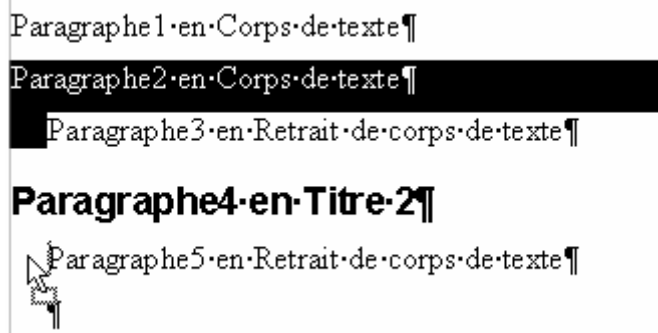 Paragraphe1·en·Corps·de·texte¶
Paragraphe2·en·Corps·de·texte¶
Paragraphe3·en·Retrait·de·corps·de·texte¶
Paragraphe4·en·Titre·2¶
Paragraphe5·en·Retrait·de·corps·de·texte¶
¶